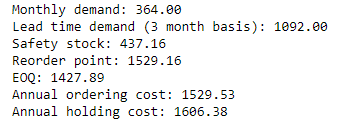 Monthly demand: 364.00
Lead time demand (3 month basis): 1092.00
Safety stock: 437.16
Reorder point: 1529.16
EOQ: 1427.89
Annual ordering cost: 1529.53
Annual holding cost: 1606.38